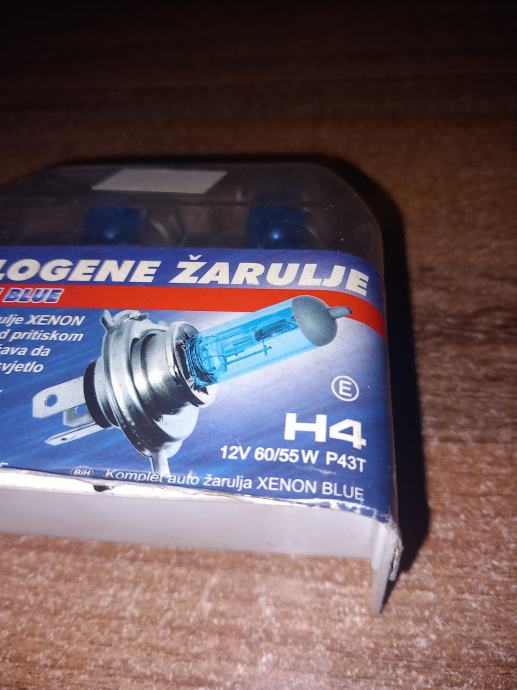 LOGENE ŽARULJE
BLUE
ulje XENON
d pritiskom
ava da
svjetlo
E
H4
12V 60/55W P43T
BiH Komplet auto žarulja XENON BLUE